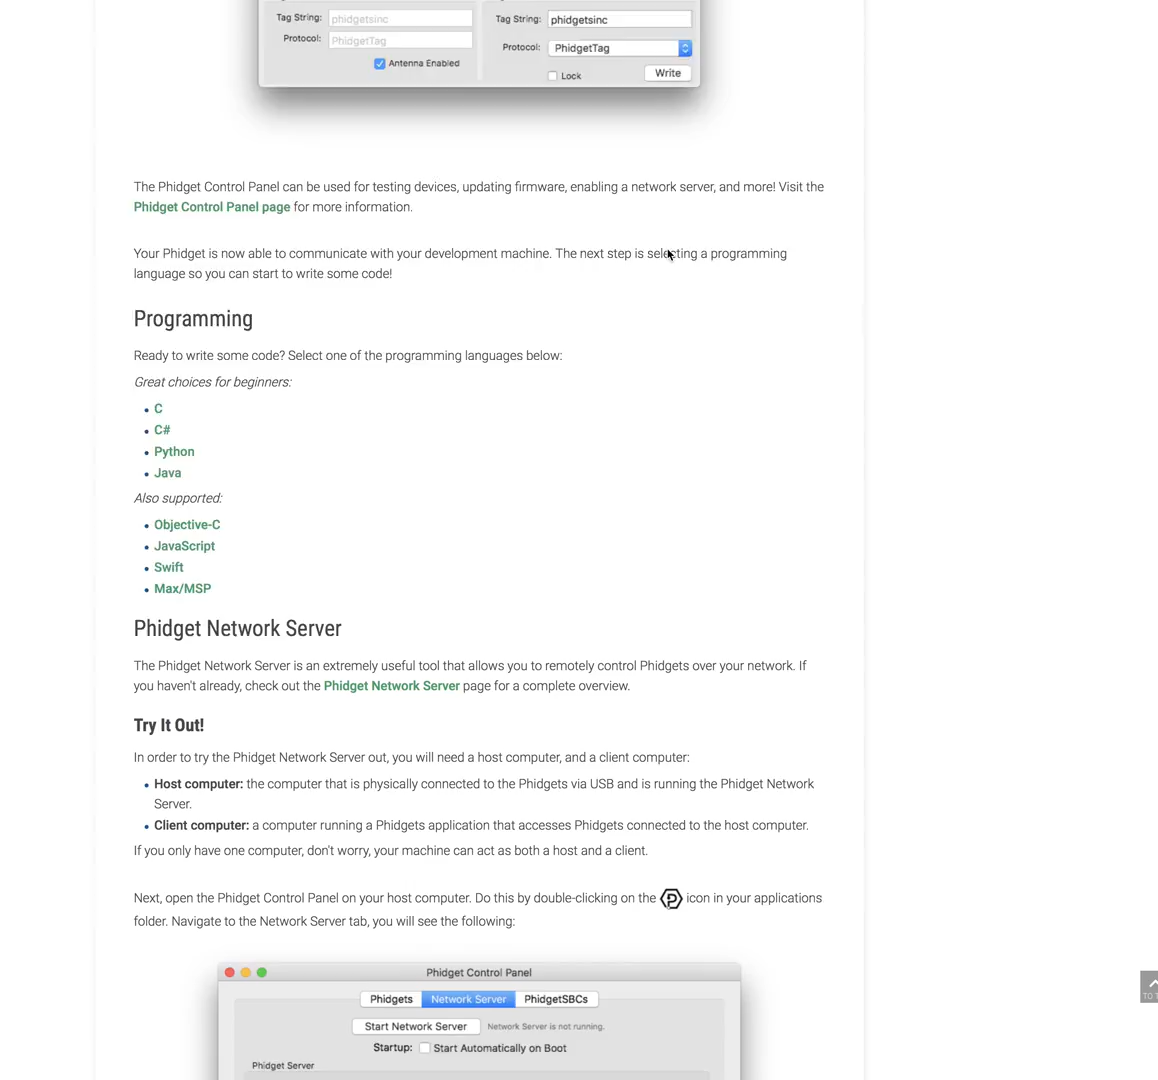 Tag String: phidgetsinc
Tag String: phidgetsinc
Protocol: PhidgetTag
Protocol: PhidgetTag
Antenna Enabled
Lock
Write
The Phidget Control Panel can be used for testing devices, updating firmware, enabling a network server, and more! Visit the
Phidget Control Panel page for more information.
Your Phidget is now able to communicate with your development machine. The next step is selecting a programming
language so you can start to write some code!
Programming
Ready to write some code? Select one of the programming languages below:
Great choices for beginners:
C
C#
Python
Java
Also supported:
Objective-C
JavaScript
Swift
Max/MSP
Phidget Network Server
The Phidget Network Server is an extremely useful tool that allows you to remotely control Phidgets over your network. If
you haven't already, check out the Phidget Network Server page for a complete overview.
Try It Out!
In order to try the Phidget Network Server out, you will need a host computer, and a client computer:
Host computer: the computer that is physically connected to the Phidgets via USB and is running the Phidget Network
Server.
Client computer: a computer running a Phidgets application that accesses Phidgets connected to the host computer.
If you only have one computer, don't worry, your machine can act as both a host and a client.
Next, open the Phidget Control Panel on your host computer. Do this by double-clicking on the icon in your applications
folder. Navigate to the Network Server tab, you will see the following:
Phidget Control Panel
Phidgets Network Server PhidgetSBCs
Start Network Server Network Server is not running.
Startup: Start Automatically on Boot
Phidget Server